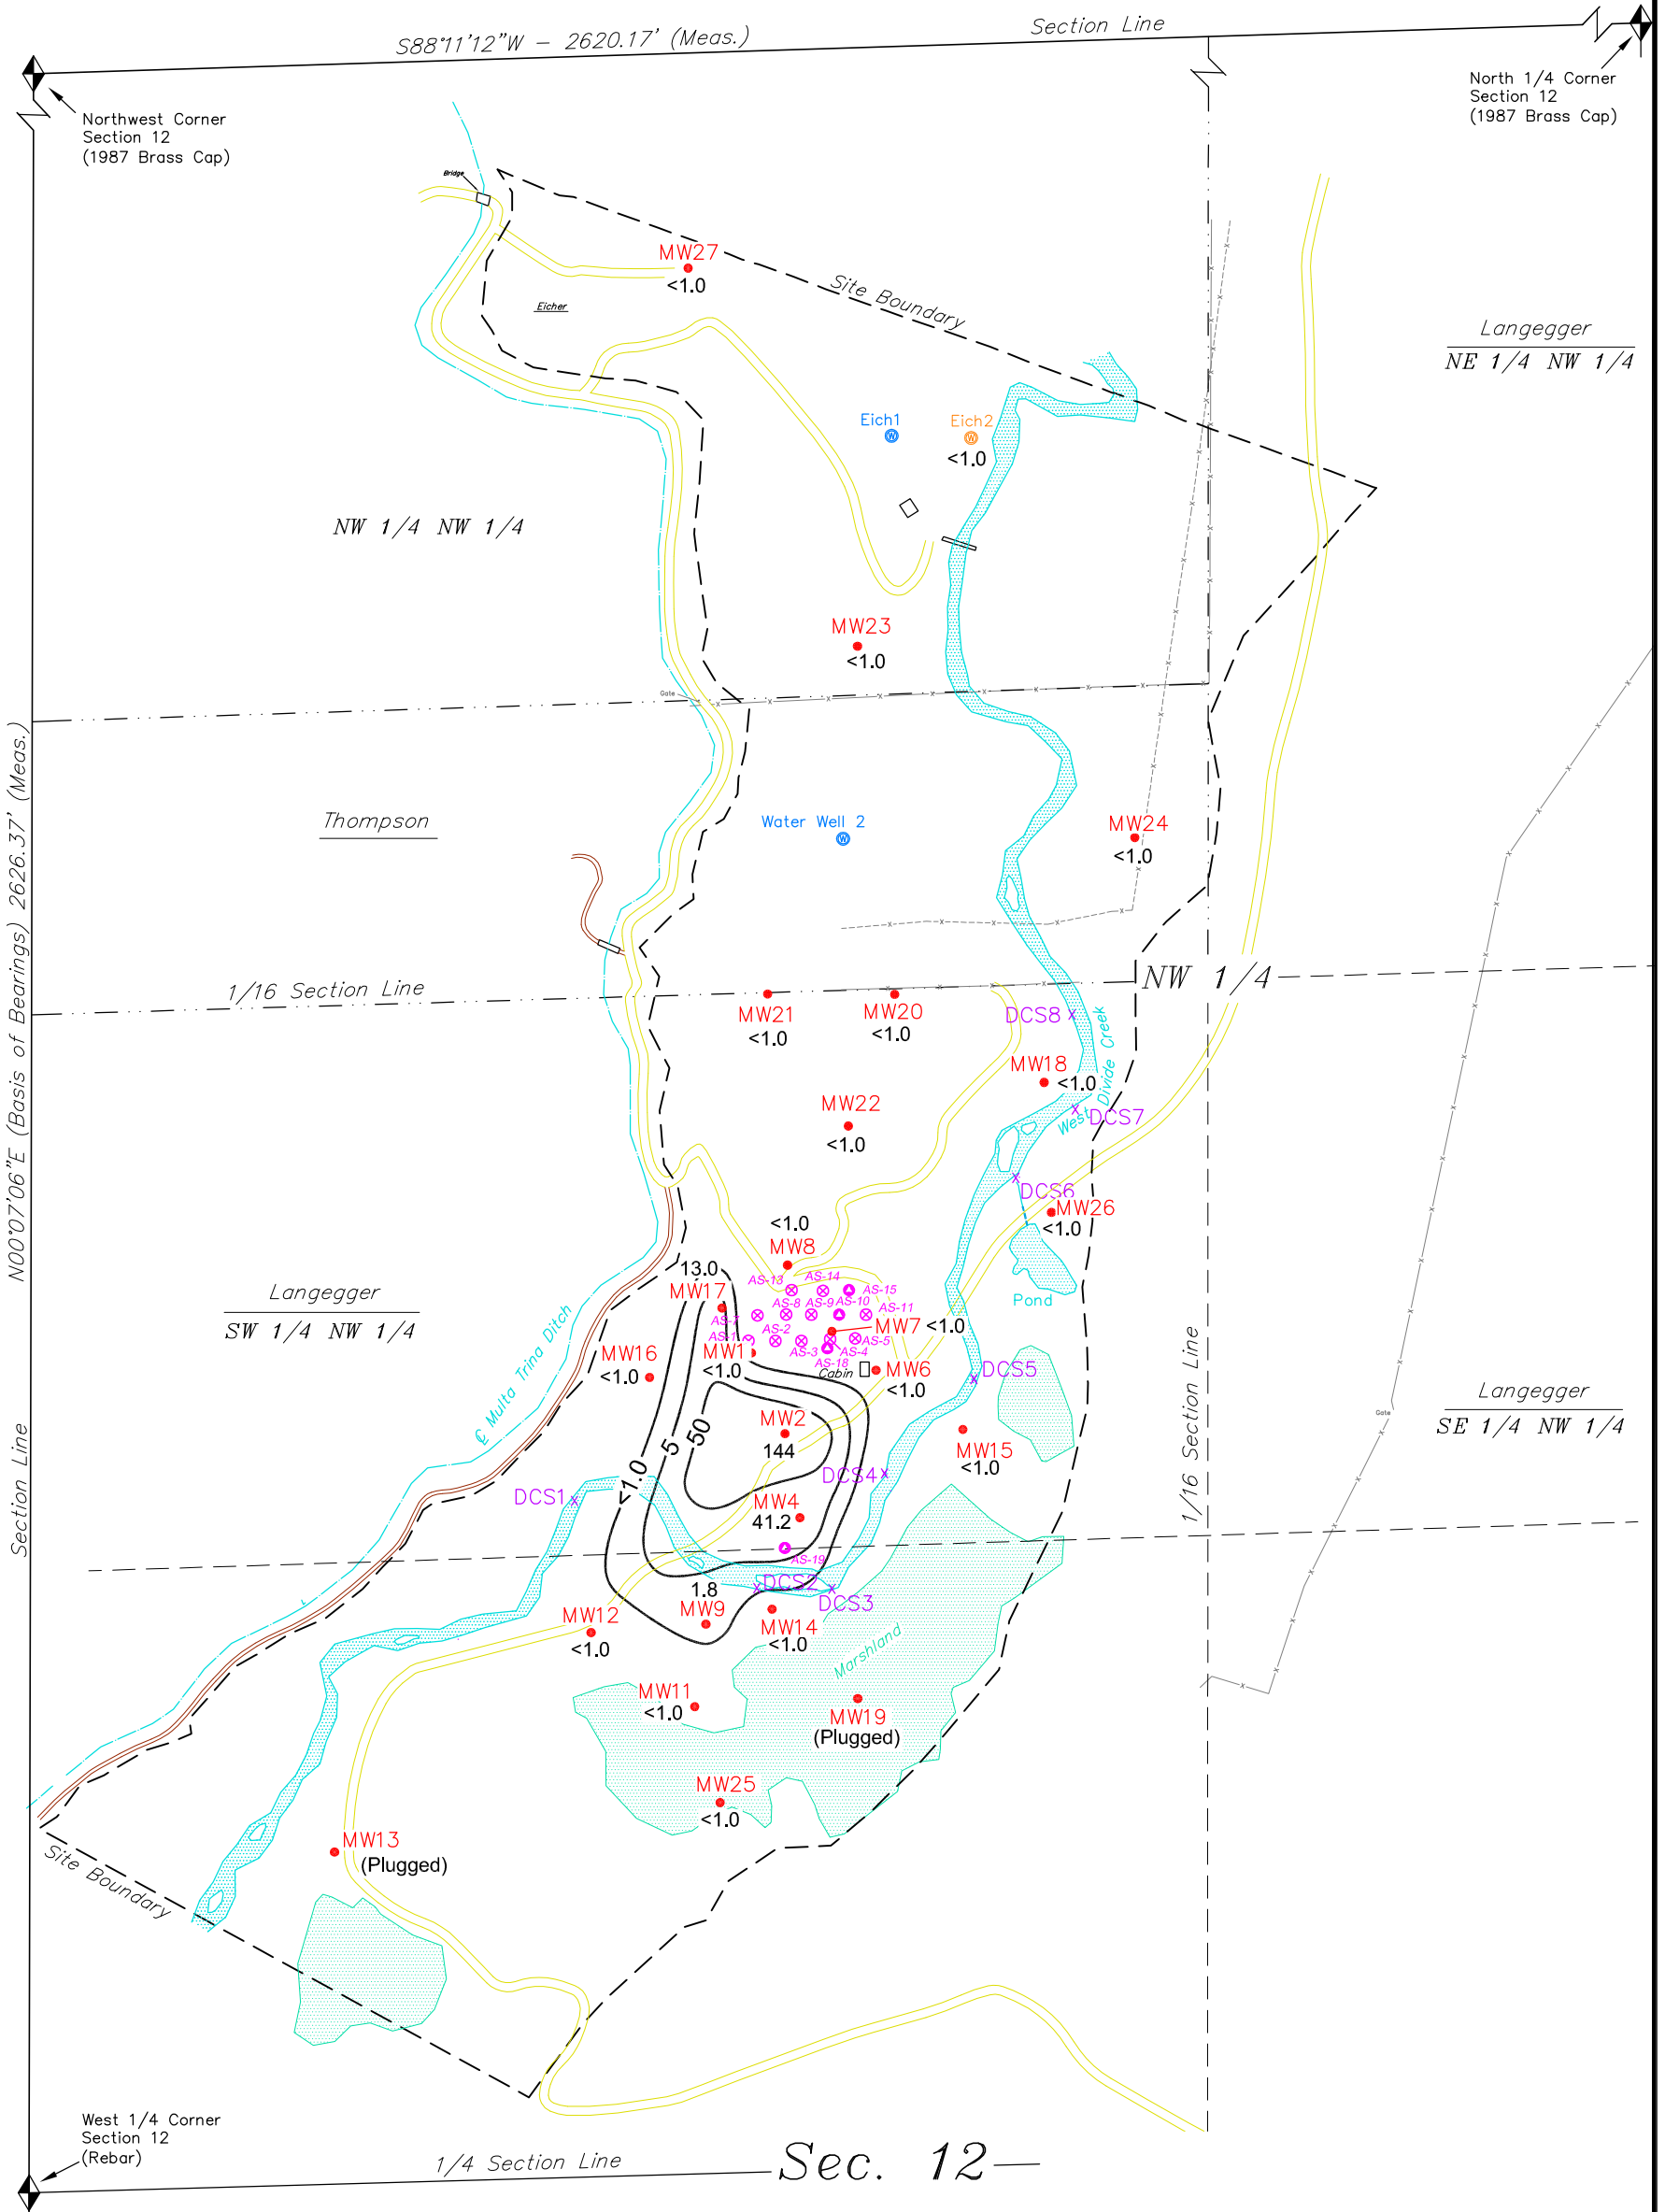 S88°11'12"W - 2620.17' (Meas.)
Section Line
Northwest Corner
Section 12
(1987 Brass Cap)
North 1/4 Corner
Section 12
(1987 Brass Cap)
Bridge
MW27
<1.0
Eicher
Site Boundary
Langegger
NE 1/4 NW 1/4
Eich1
Eich2
<1.0
NW 1/4 NW 1/4
MW23
<1.0
Gate
N00°07'06"E (Basis of Bearings) 2626.37' (Meas.)
Thompson
Water Well 2
MW24
<1.0
1/16 Section Line
NW 1/4
MW21
<1.0
MW20
<1.0
DCS8
West Divide Creek
MW18
<1.0
DCS7
MW22
<1.0
DCS6
MW26
<1.0
<1.0
MW8
Pond
13.0
MW17
AS-13
AS-14
AS-15
AS-7
AS-8
AS-9
AS-10
AS-11
AS-1
AS-2
AS-3
AS-4
AS-5
AS-18
MW7
<1.0
Langegger
SW 1/4 NW 1/4
℄ Multa Trina Ditch
MW16
<1.0
MW1
<1.0
Cabin
MW6
<1.0
DCS5
1/16 Section Line
Langegger
SE 1/4 NW 1/4
Gate
Section Line
<1.0
5
50
MW2
144
MW15
<1.0
DCS4
DCS1
MW4
41.2
AS-19
1.8
MW9
DCS2
DCS3
MW12
<1.0
MW14
<1.0
Marshland
MW11
<1.0
MW19
(Plugged)
MW25
<1.0
MW13
(Plugged)
Site Boundary
West 1/4 Corner
Section 12
(Rebar)
1/4 Section Line
Sec. 12